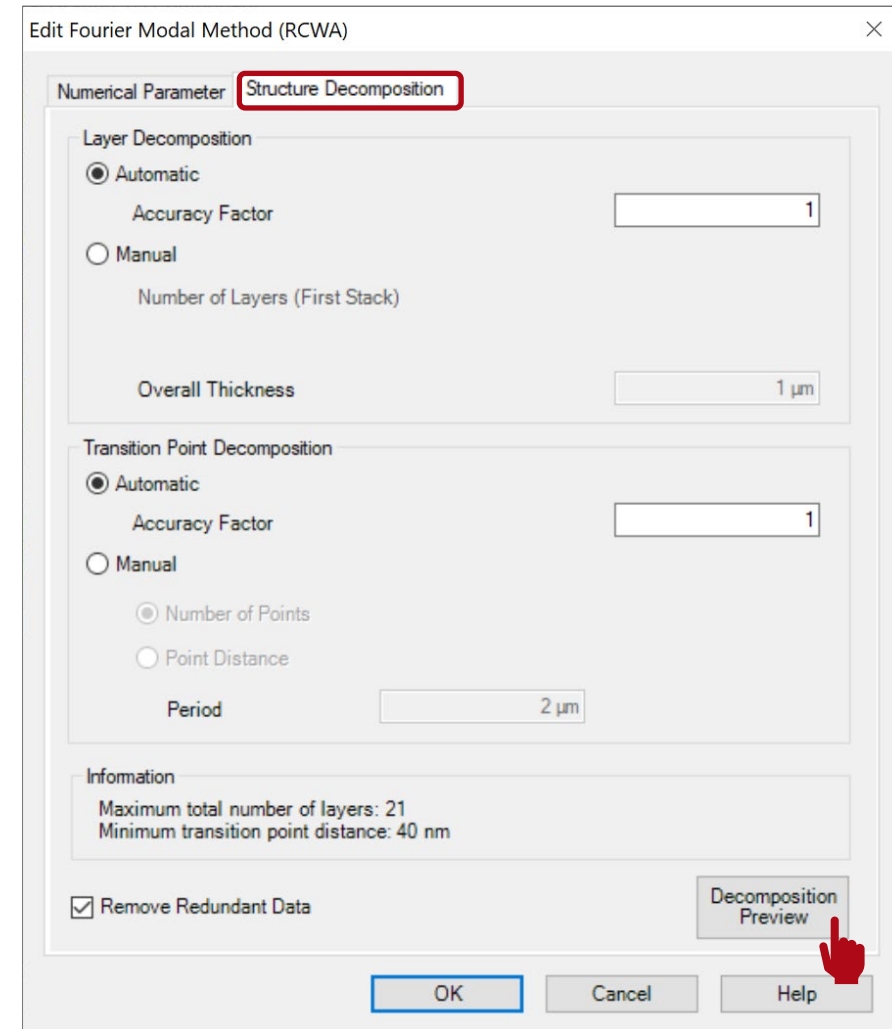 Edit Fourier Modal Method (RCWA)
Numerical Parameter
Structure Decomposition
Layer Decomposition
Automatic
Accuracy Factor
1
Manual
Number of Layers (First Stack)
Overall Thickness
1 µm
Transition Point Decomposition
Automatic
Accuracy Factor
1
Manual
Number of Points
Point Distance
Period
2 µm
Information
Maximum total number of layers: 21
Minimum transition point distance: 40 nm
Remove Redundant Data
Decomposition
Preview
OK
Cancel
Help